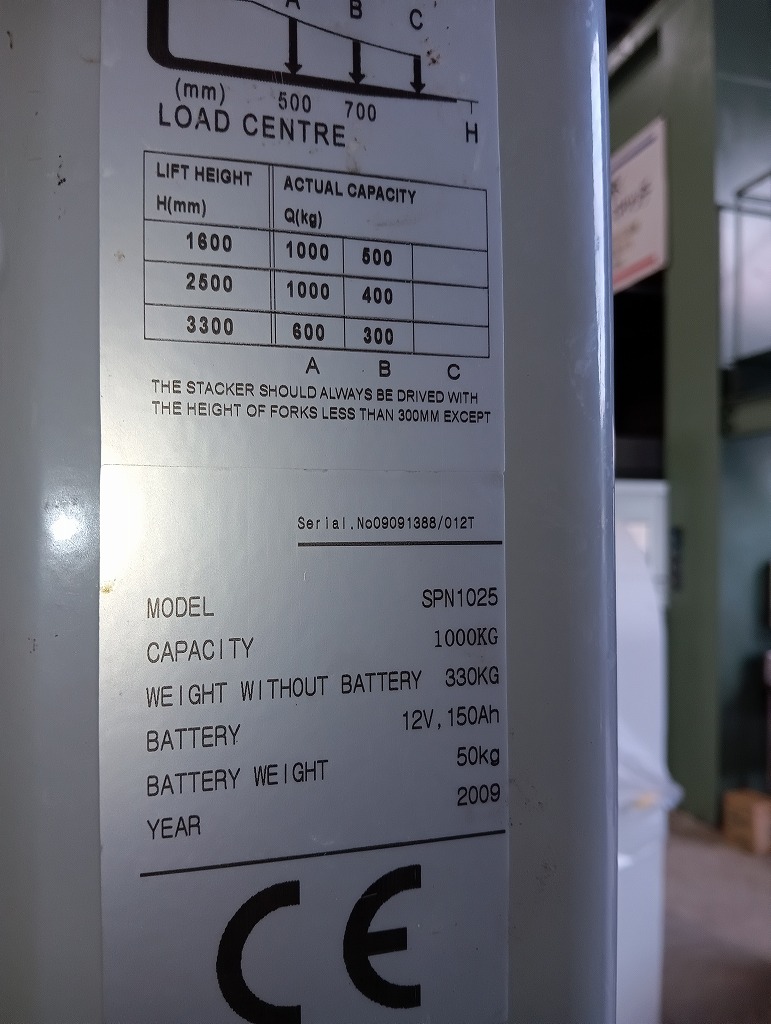 A B C
(mm) 500 700
LOAD CENTRE H
LIFT HEIGHT H(mm) ACTUAL CAPACITY Q(kg)
1600 1000 500
2500 1000 400
3300 600 300
A B C
THE STACKER SHOULD ALWAYS BE DRIVED WITH
THE HEIGHT OF FORKS LESS THAN 300MM EXCEPT
Serial.No09091388/012T
MODEL SPN1025
CAPACITY 1000KG
WEIGHT WITHOUT BATTERY 330KG
BATTERY 12V,150Ah
BATTERY WEIGHT 50kg
YEAR 2009
CE